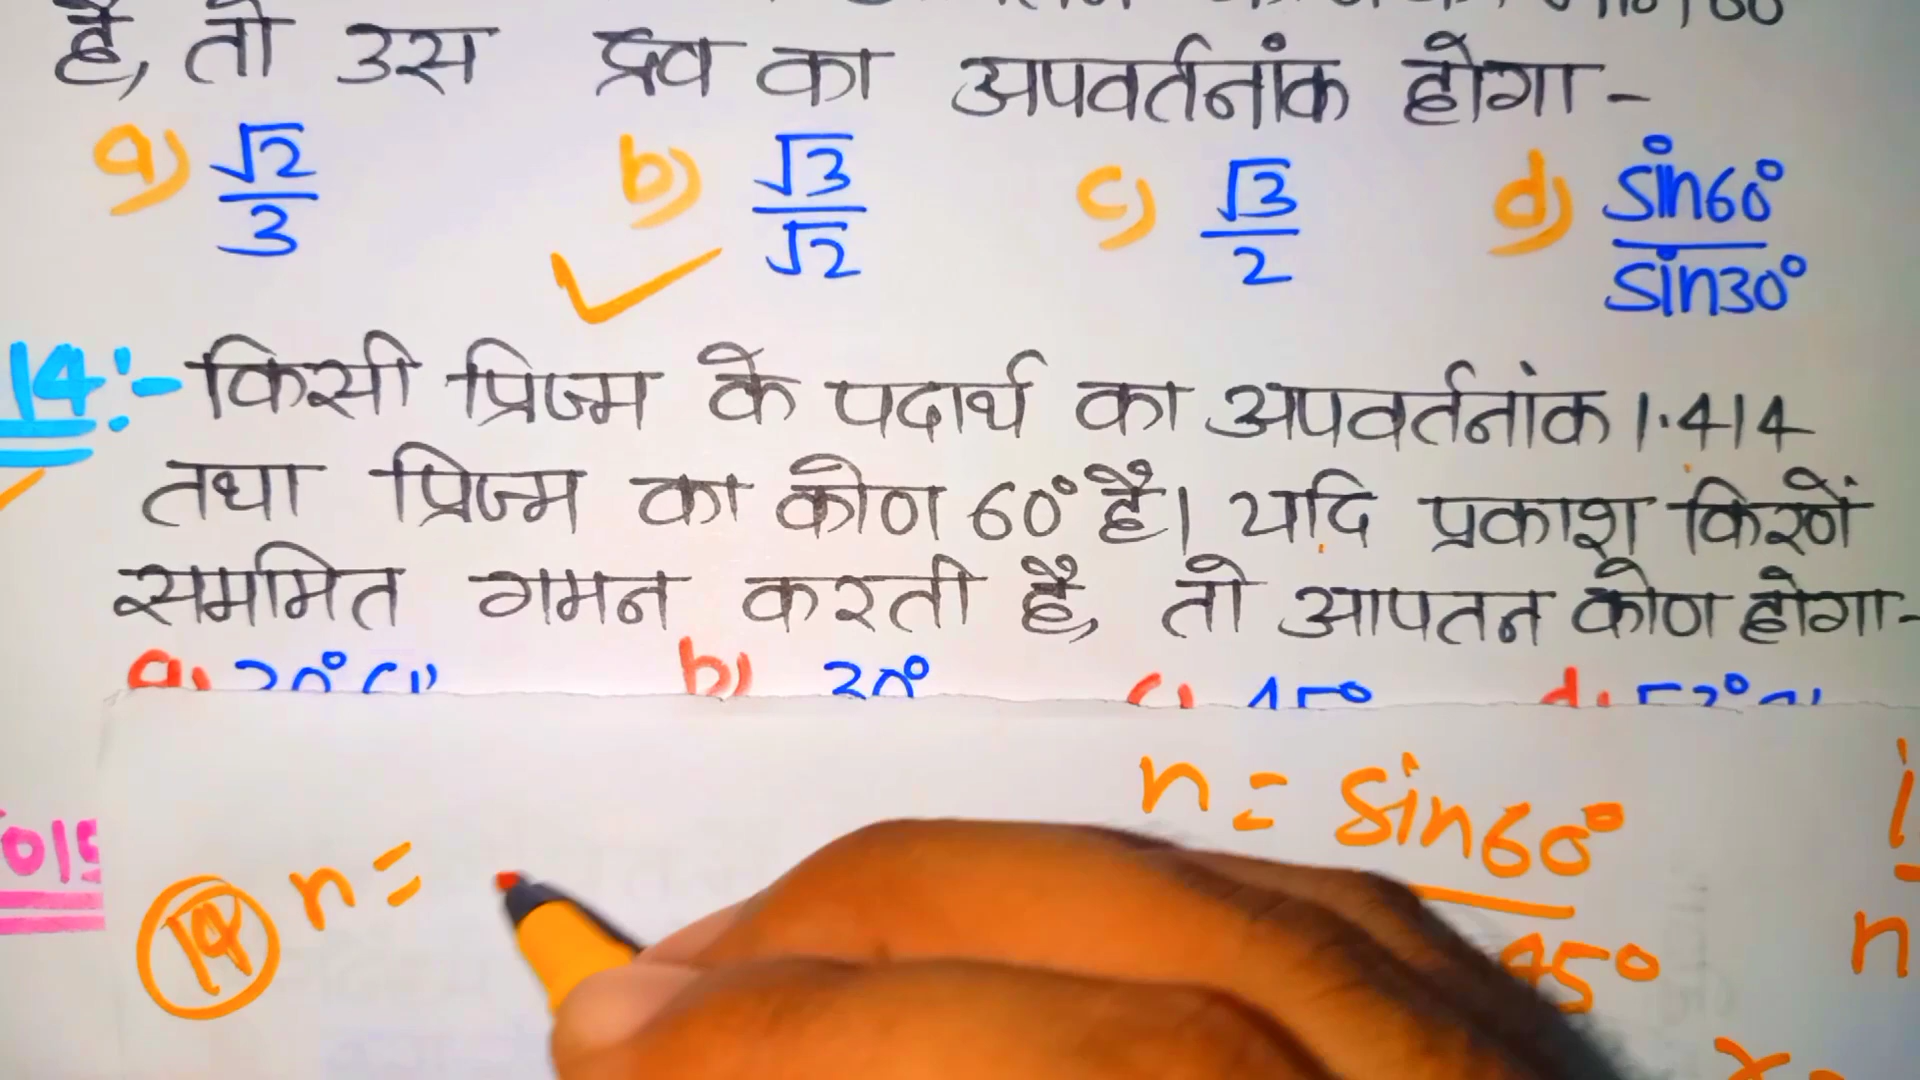 है, तो उस द्रव का अपवर्तनांक होगा -
a) √2/3 b) √3/√2 c) √3/2 d) sin60°/sin30°
14:- किसी प्रिज्म के पदार्थ का अपवर्तनांक 1.414
तथा प्रिज्म का कोण 60° है। यदि प्रकाश किरणें
सममित गमन करती है, तो आपतन कोण होगा-
b) 30°
n = sin60°
45°
14 n =
n